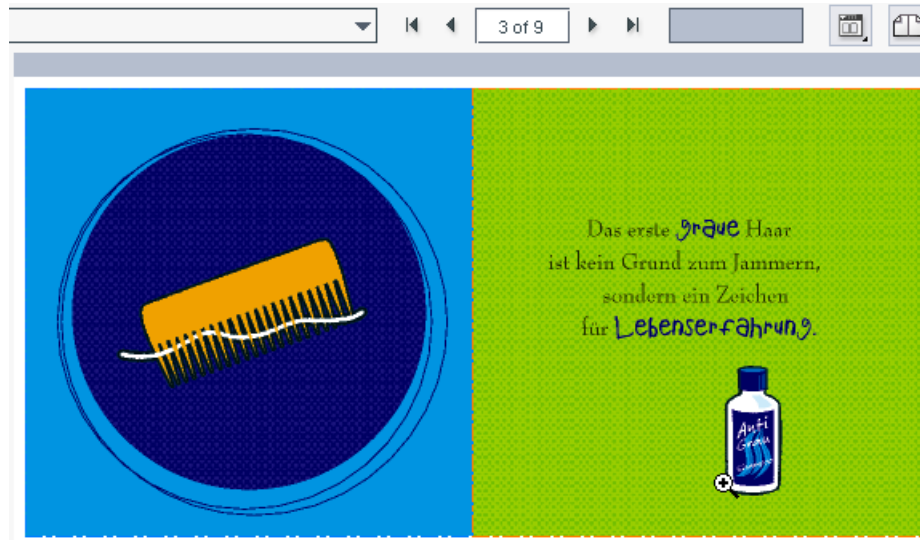 3 of 9
Das erste graue Haar
ist kein Grund zum Jammern,
sondern ein Zeichen
für Lebenserfahrung.
Anti
Grau